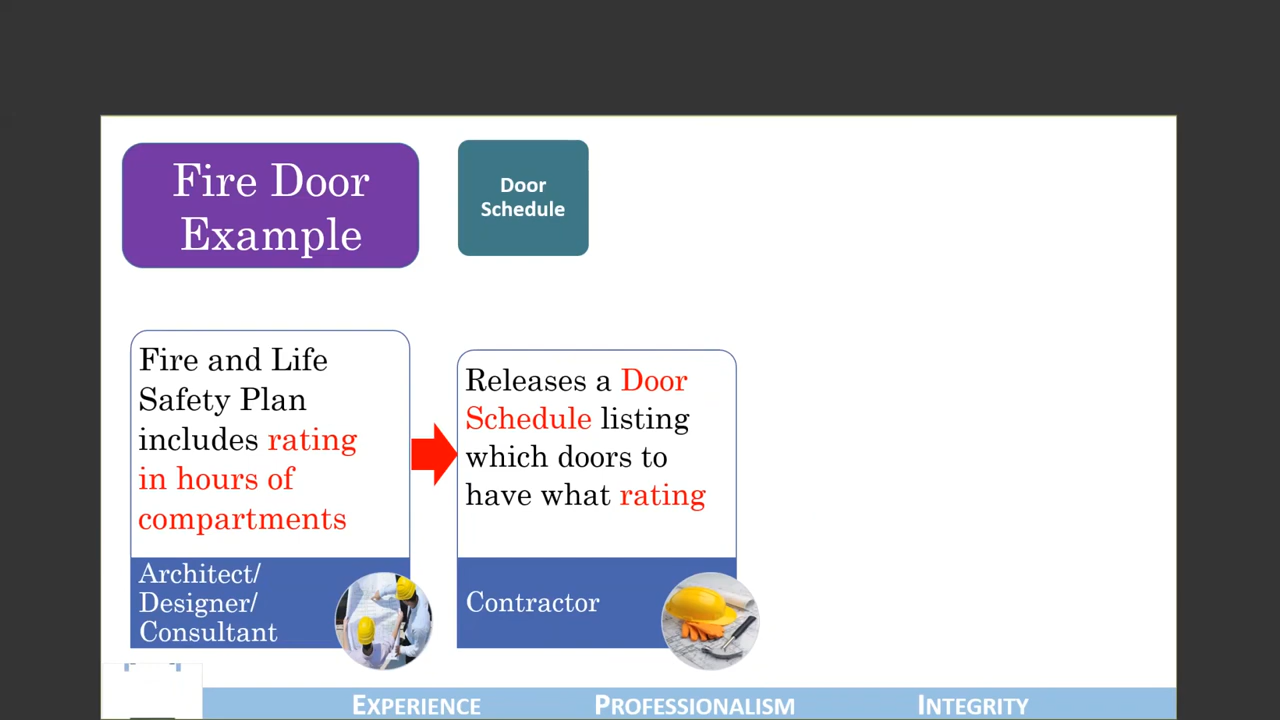 Fire Door
Example
Door
Schedule
Fire and Life
Safety Plan
includes rating
in hours of
compartments
Architect/
Designer/
Consultant
Releases a Door
Schedule listing
which doors to
have what rating
Contractor
EXPERIENCE
PROFESSIONALISM
INTEGRITY